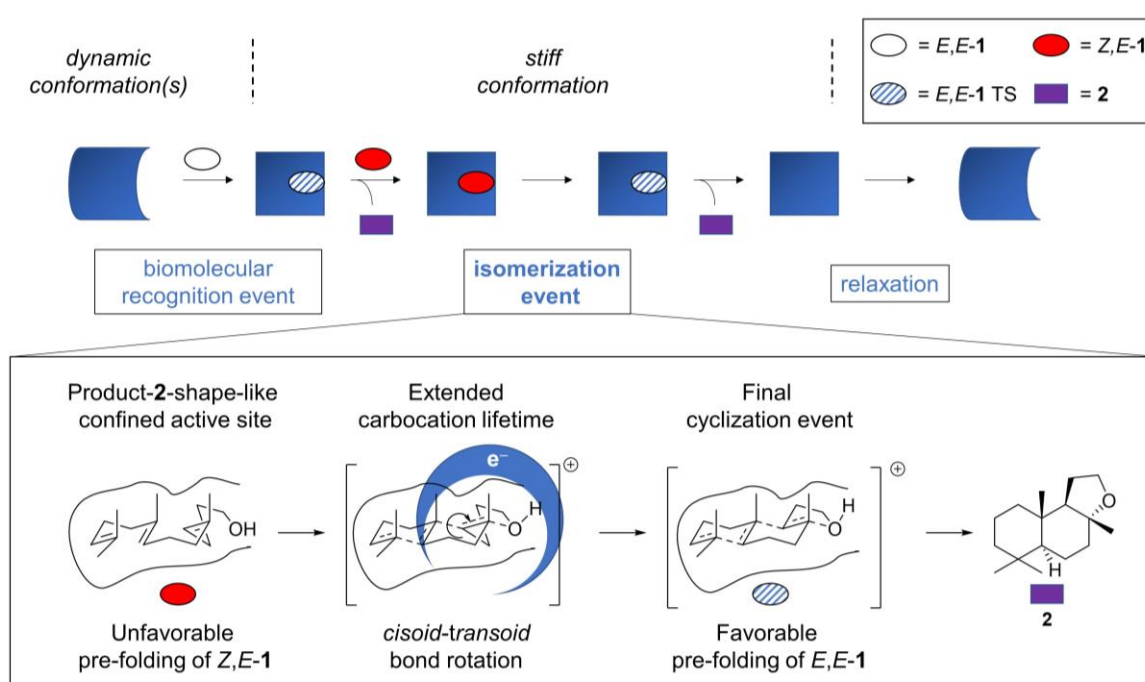 dynamic
conformation(s)
stiff
conformation
= E,E-1
= Z,E-1
= E,E-1 TS
= 2
biomolecular
recognition event
isomerization
event
relaxation
Product-2-shape-like
confined active site
Extended
carbocation lifetime
Final
cyclization event
OH
e⁻
H
O
⊕
H
O
⊕
O
H
Unfavorable
pre-folding of Z,E-1
cisoid-transoid
bond rotation
Favorable
pre-folding of E,E-1
2